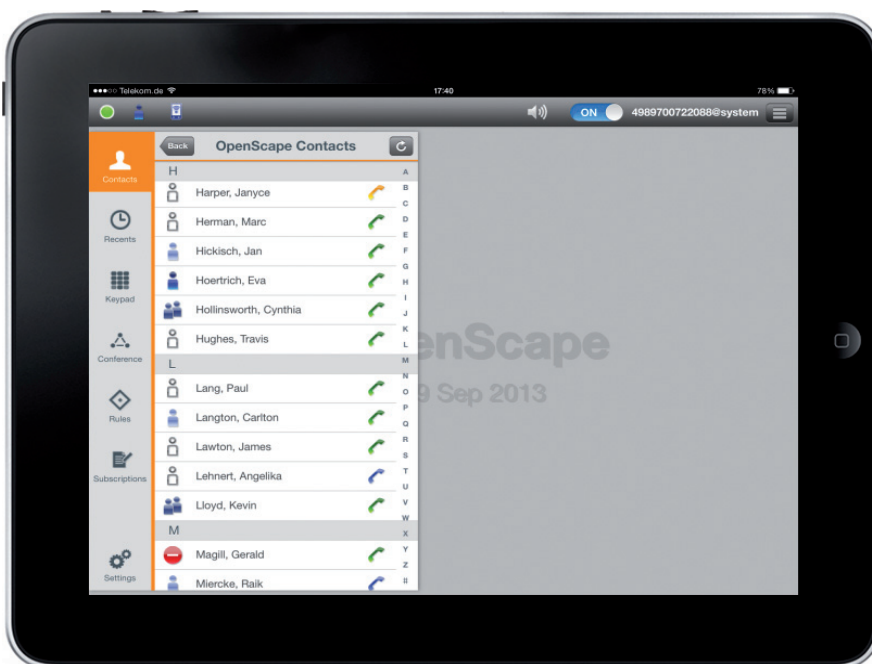 Telekom.de
17:40
78%
ON
4989700722088@system
Contacts
Recents
Keypad
Conference
Rules
Subscriptions
Settings
Back
OpenScape Contacts
H
Harper, Janyce
Herman, Marc
Hickisch, Jan
Hoertrich, Eva
Hollinsworth, Cynthia
Hughes, Travis
L
Lang, Paul
Langton, Carlton
Lawton, James
Lehnert, Angelika
Lloyd, Kevin
M
Magill, Gerald
Miercke, Raik
A
B
C
D
E
F
G
H
I
J
K
L
M
N
O
P
Q
R
S
T
U
V
W
X
Y
Z
#
enScape
9 Sep 2013